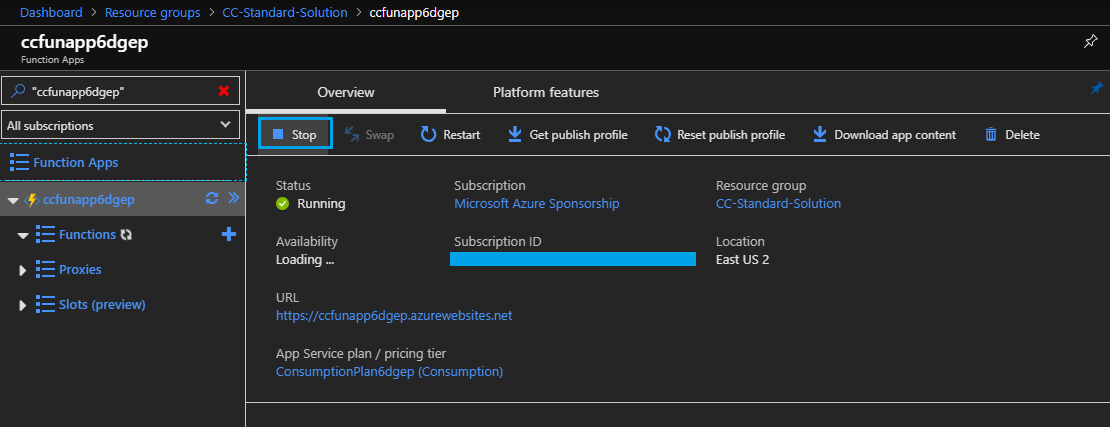 Dashboard > Resource groups > CC-Standard-Solution > ccfunapp6dgep
ccfunapp6dgep
Function Apps
"ccfunapp6dgep"
All subscriptions
Function Apps
ccfunapp6dgep
Functions
Proxies
Slots (preview)
Overview Platform features
Stop Swap Restart Get publish profile Reset publish profile Download app content Delete
Status Subscription Resource group
Running Microsoft Azure Sponsorship CC-Standard-Solution
Availability Subscription ID Location
Loading ... East US 2
URL
https://ccfunapp6dgep.azurewebsites.net
App Service plan / pricing tier
ConsumptionPlan6dgep (Consumption)